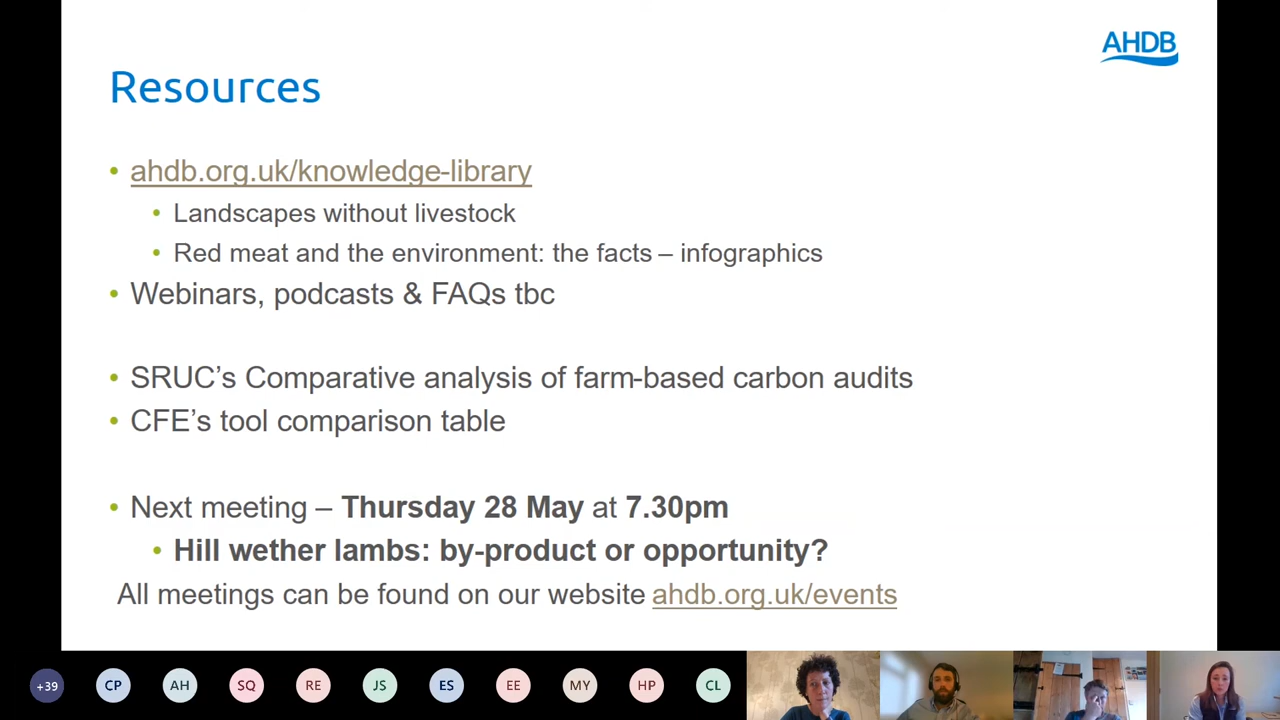 AHDB
Resources
• ahdb.org.uk/knowledge-library
• Landscapes without livestock
• Red meat and the environment: the facts – infographics
• Webinars, podcasts & FAQs tbc
• SRUC’s Comparative analysis of farm-based carbon audits
• CFE’s tool comparison table
• Next meeting – Thursday 28 May at 7.30pm
• Hill wether lambs: by-product or opportunity?
All meetings can be found on our website ahdb.org.uk/events
+39 CP AH SQ RE JS ES EE MY HP CL